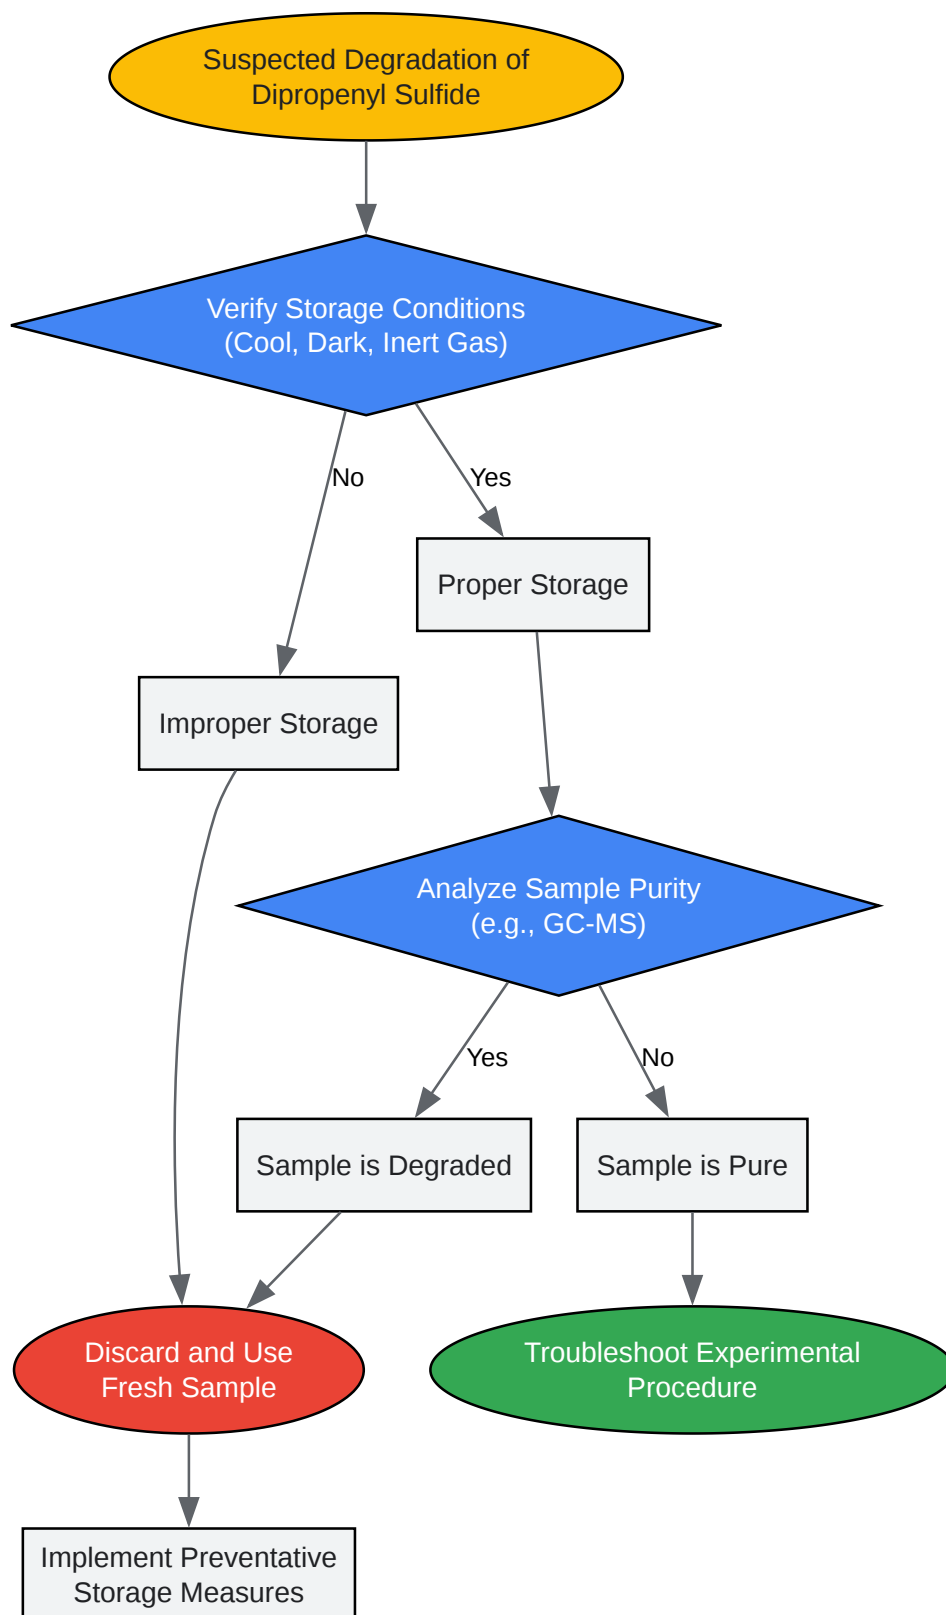 Suspected Degradation of
Dipropenyl Sulfide
Verify Storage Conditions
(Cool, Dark, Inert Gas)
No
Yes
Proper Storage
Improper Storage
Analyze Sample Purity
(e.g., GC-MS)
Yes
No
Sample is Degraded
Sample is Pure
Discard and Use
Fresh Sample
Troubleshoot Experimental
Procedure
Implement Preventative
Storage Measures